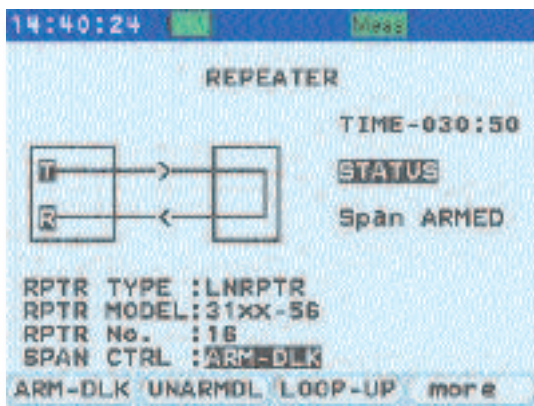 14:40:24 Meas
REPEATER
TIME-030:50
T
STATUS
R
Span ARMED
RPTR TYPE :LNRPTR
RPTR MODEL:31xx-56
RPTR No. :16
SPAN CTRL :ARM-DLK
ARM-DLK UNARMDL LOOP-UP more